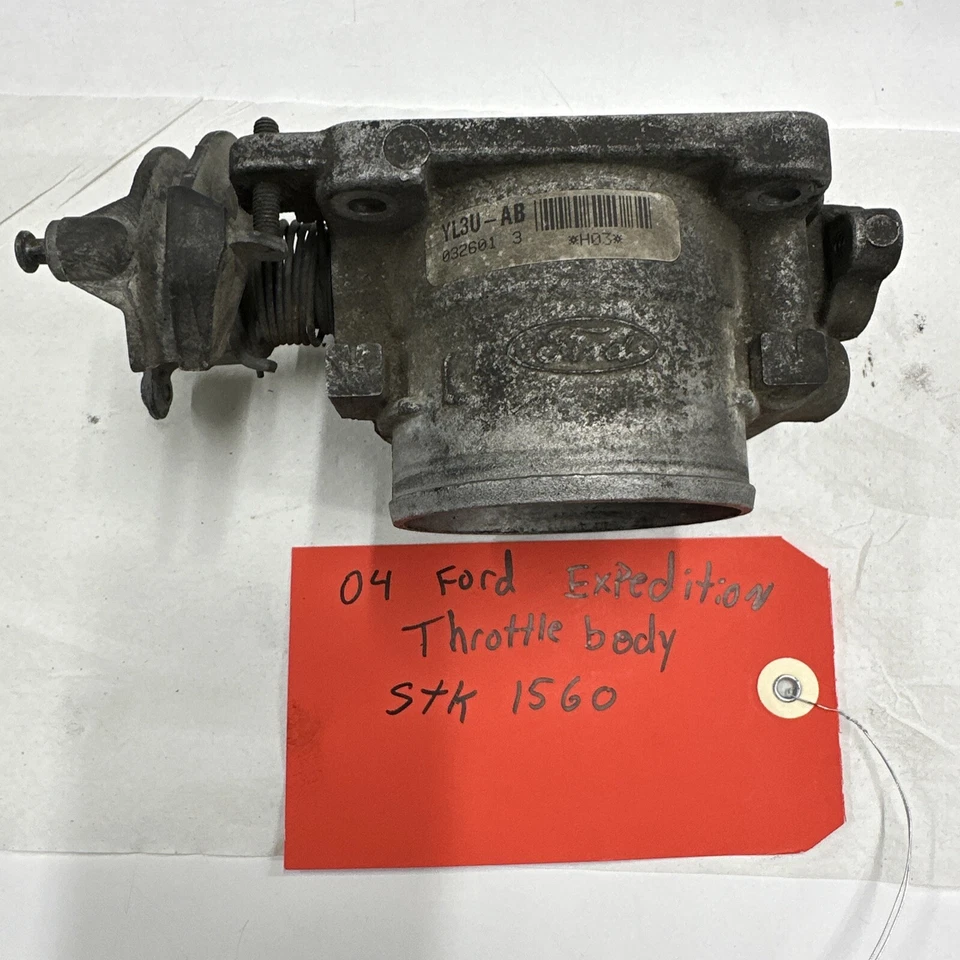 YL3U-AB
032601 3
*H03*
Ford
04 Ford Expedition
Throttle body
Stk 1560